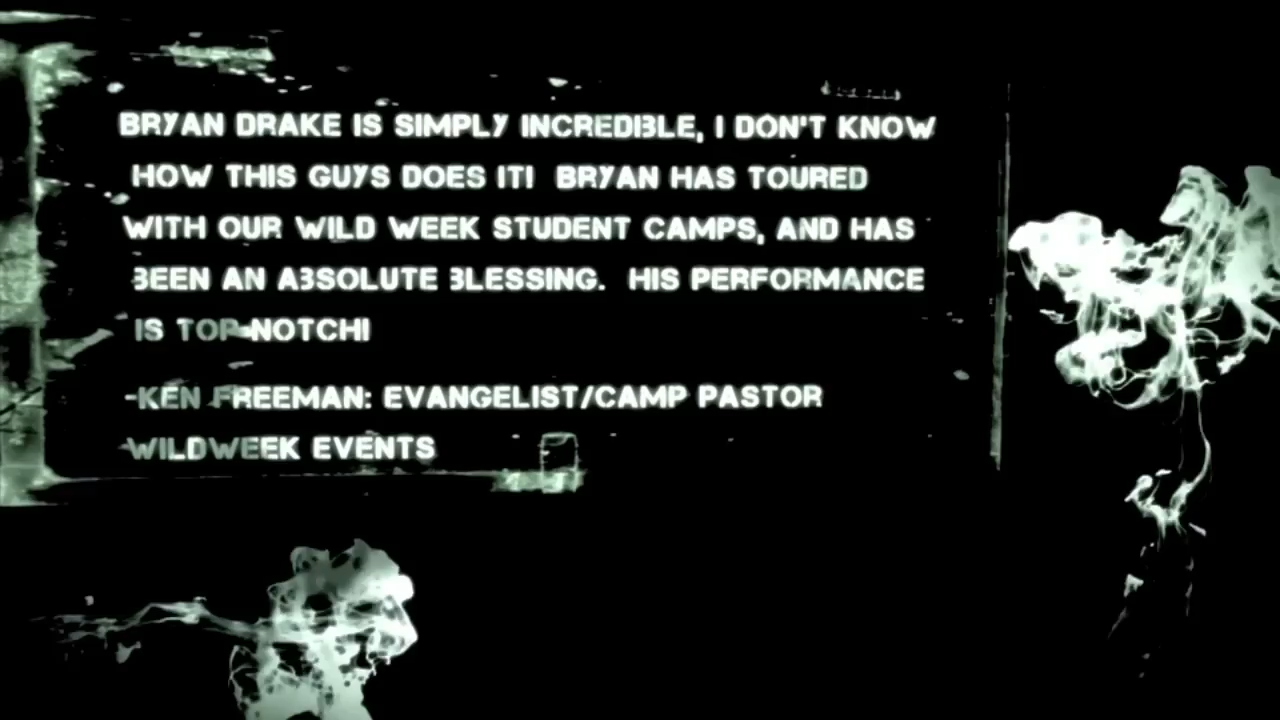 BRYAN DRAKE IS SIMPLY INCREDIBLE, I DON'T KNOW
HOW THIS GUYS DOES IT! BRYAN HAS TOURED
WITH OUR WILD WEEK STUDENT CAMPS, AND HAS
BEEN AN ABSOLUTE BLESSING. HIS PERFORMANCE
IS TOP-NOTCH!
-KEN FREEMAN: EVANGELIST/CAMP PASTOR
-WILDWEEK EVENTS